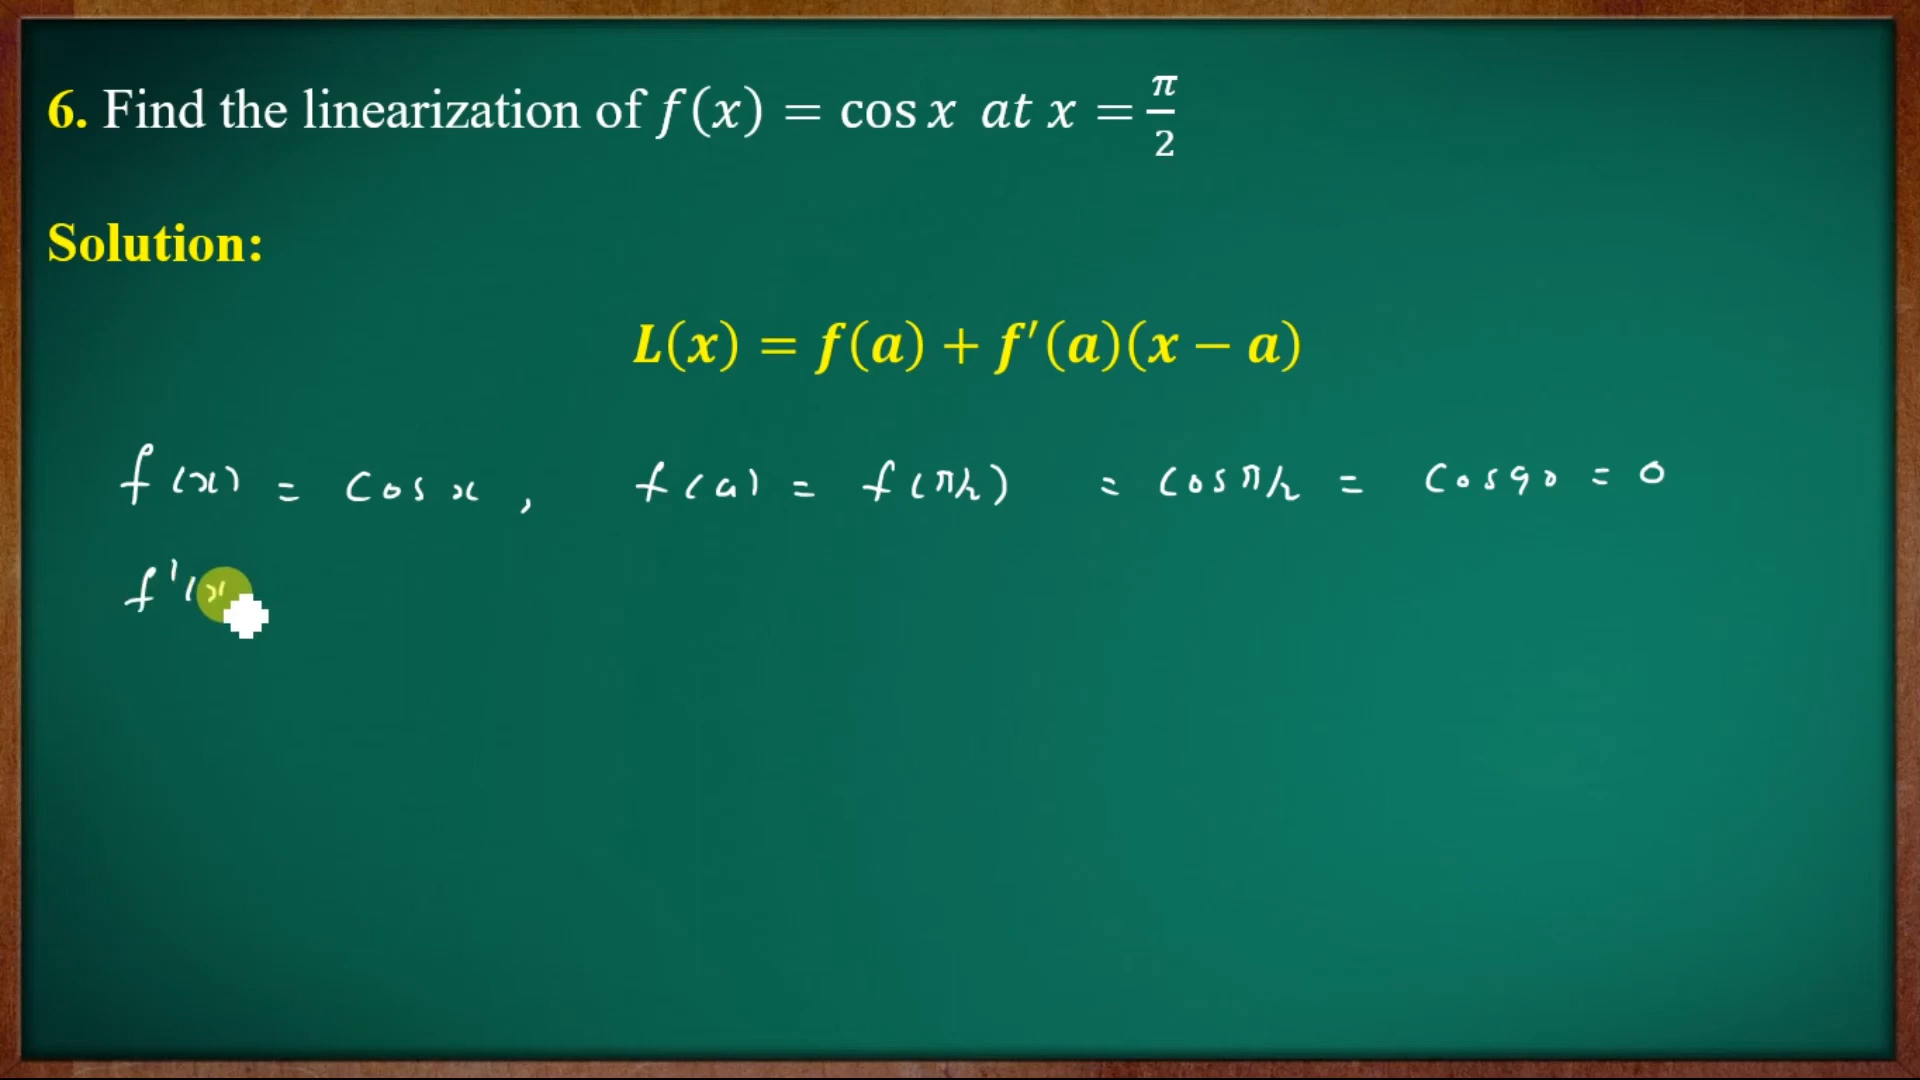 6. Find the linearization of f(x) = cos x at x = π/2
Solution:
L(x) = f(a) + f′(a)(x − a)
f(x) = cos x , f(a) = f(π/2) = cos π/2 = cos 90 = 0
f'(x